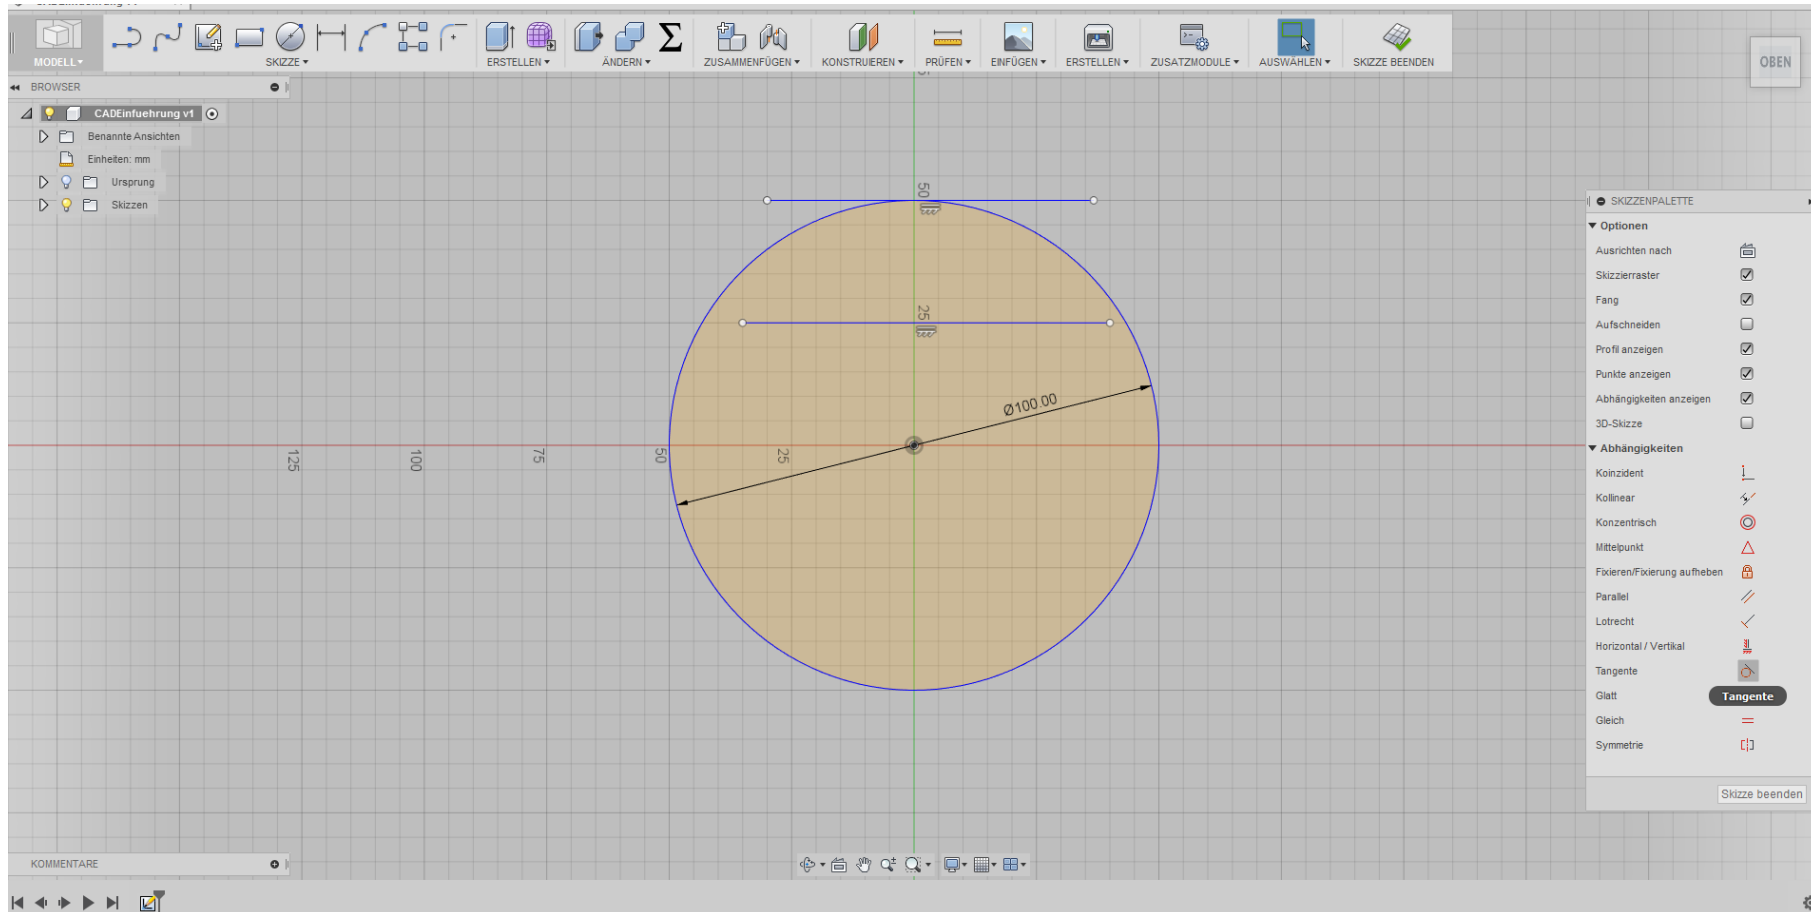 MODELL
SKIZZE
ERSTELLEN
ÄNDERN
ZUSAMMENFÜGEN
KONSTRUIEREN
PRÜFEN
EINFÜGEN
ERSTELLEN
ZUSATZMODULE
AUSWÄHLEN
SKIZZE BEENDEN
OBEN
BROWSER
CADEinfuehrung v1
Benannte Ansichten
Einheiten: mm
Ursprung
Skizzen
50
25
Ø100.00
125
100
75
50
25
SKIZZENPALETTE
Optionen
Ausrichten nach
Skizzierraster
Fang
Aufschneiden
Profil anzeigen
Punkte anzeigen
Abhängigkeiten anzeigen
3D-Skizze
Abhängigkeiten
Koinzident
Kollinear
Konzentrisch
Mittelpunkt
Fixieren/Fixierung aufheben
Parallel
Lotrecht
Horizontal / Vertikal
Tangente
Glatt
Tangente
Gleich
Symmetrie
Skizze beenden
KOMMENTARE